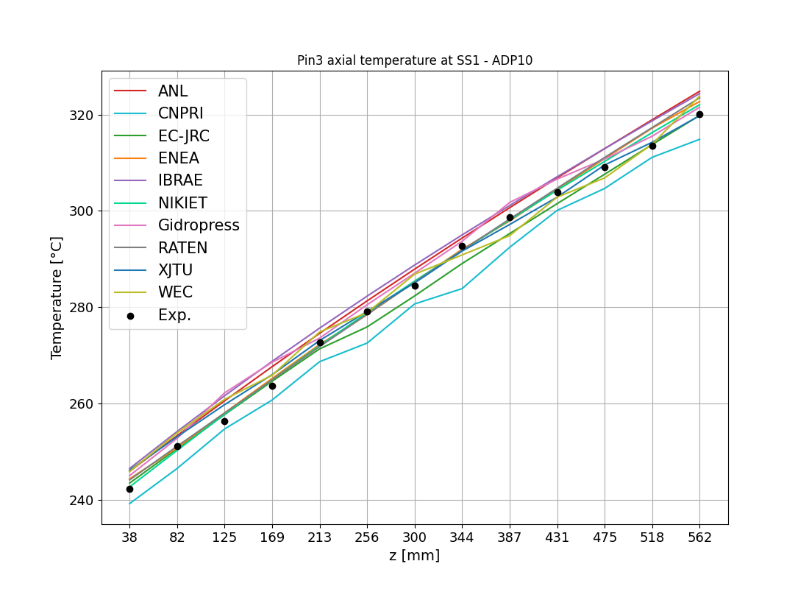 Pin3 axial temperature at SS1 - ADP10
ANL
CNPRI
EC-JRC
ENEA
IBRAE
NIKIET
Gidropress
RATEN
XJTU
WEC
Exp.
Temperature [°C]
320
300
280
260
240
38 82 125 169 213 256 300 344 387 431 475 518 562
z [mm]